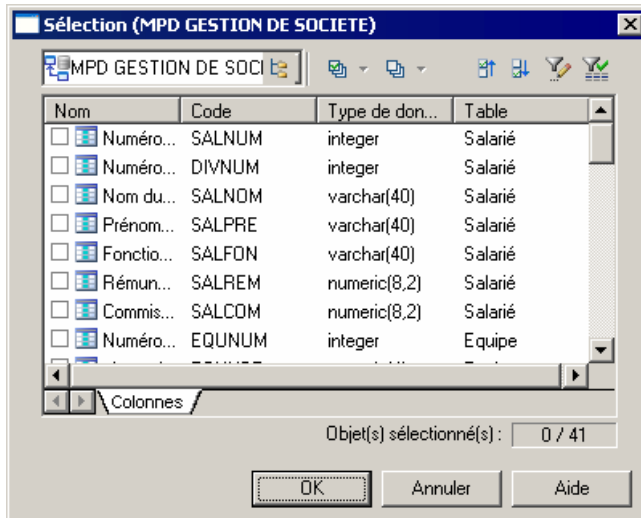 Sélection (MPD GESTION DE SOCIETE)
MPD GESTION DE SOCI
Nom Code Type de don... Table
Numéro... SALNUM integer Salarié
Numéro... DIVNUM integer Salarié
Nom du... SALNOM varchar(40) Salarié
Prénom... SALPRE varchar(40) Salarié
Fonctio... SALFON varchar(40) Salarié
Rémun... SALREM numeric(8,2) Salarié
Commis... SALCOM numeric(8,2) Salarié
Numéro... EQUNUM integer Equipe
Colonnes
Objet(s) sélectionné(s) : 0 / 41
OK Annuler Aide